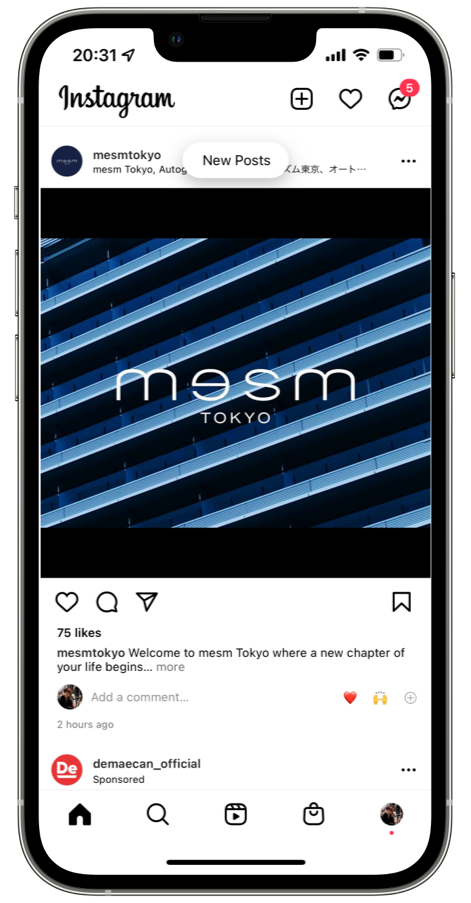 20:31
Instagram
5
mesmtokyo
New Posts
mesm Tokyo, Autog
ズム東京、オート…
mesm
TOKYO
75 likes
mesmtokyo Welcome to mesm Tokyo where a new chapter of
your life begins... more
Add a comment...
2 hours ago
De
demaecan_official
Sponsored